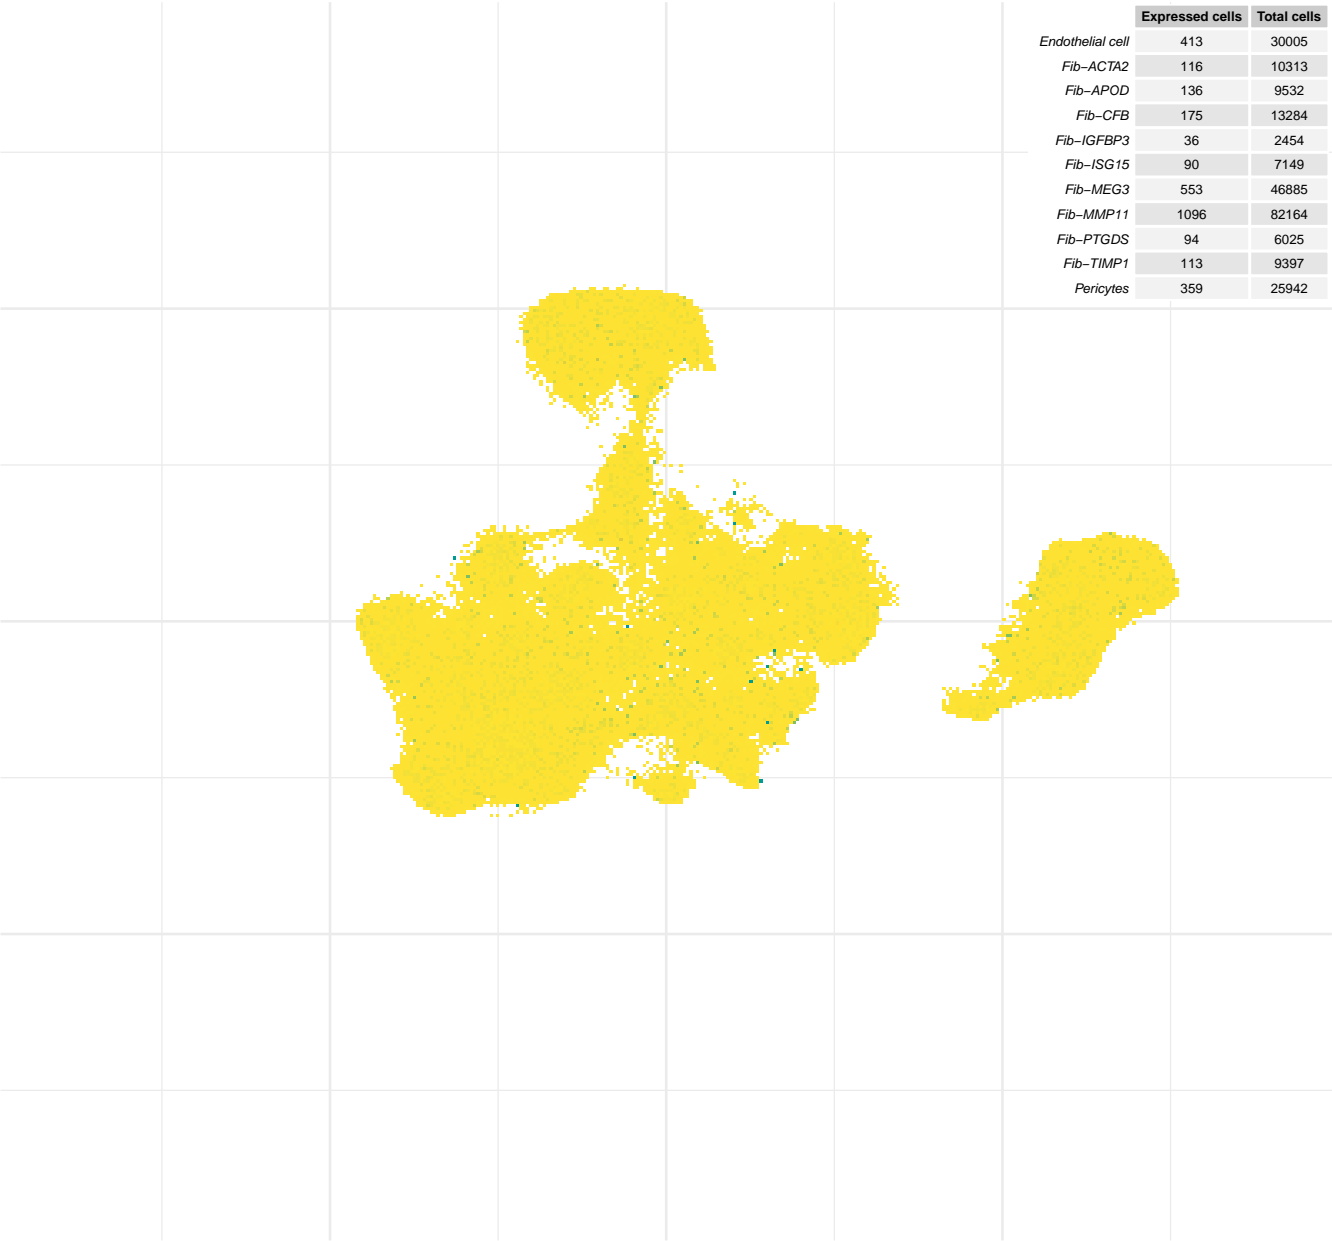 Expressed cells Total cells
Endothelial cell 413 30005
Fib−ACTA2 116 10313
Fib−APOD 136 9532
Fib−CFB 175 13284
Fib−IGFBP3 36 2454
Fib−ISG15 90 7149
Fib−MEG3 553 46885
Fib−MMP11 1096 82164
Fib−PTGDS 94 6025
Fib−TIMP1 113 9397
Pericytes 359 25942